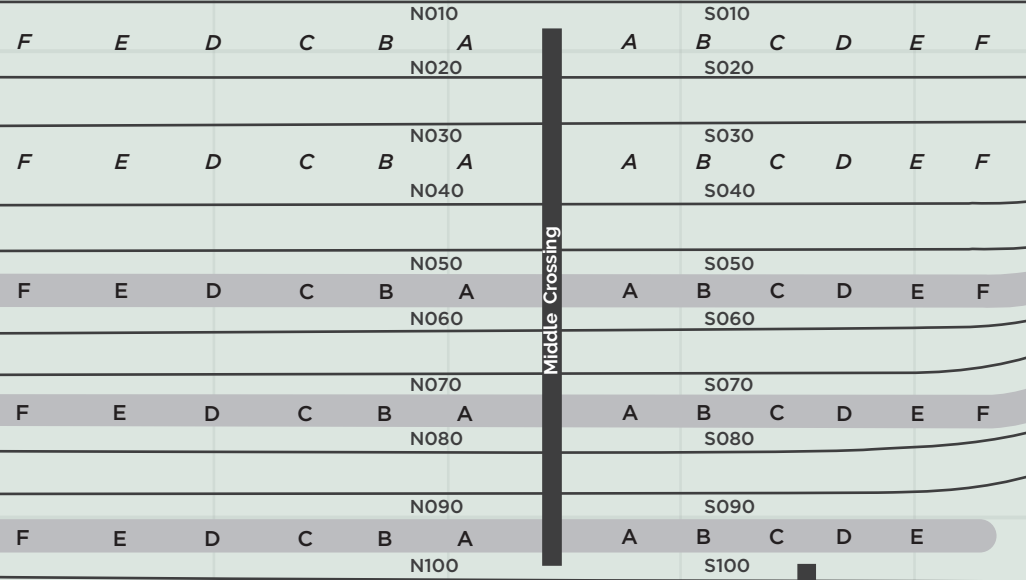 N010 S010
F E D C B A A B C D E F
N020 S020
N030 S030
F E D C B A A B C D E F
N040 S040
Middle Crossing
N050 S050
F E D C B A A B C D E F
N060 S060
N070 S070
F E D C B A A B C D E F
N080 S080
N090 S090
F E D C B A A B C D E
N100 S100